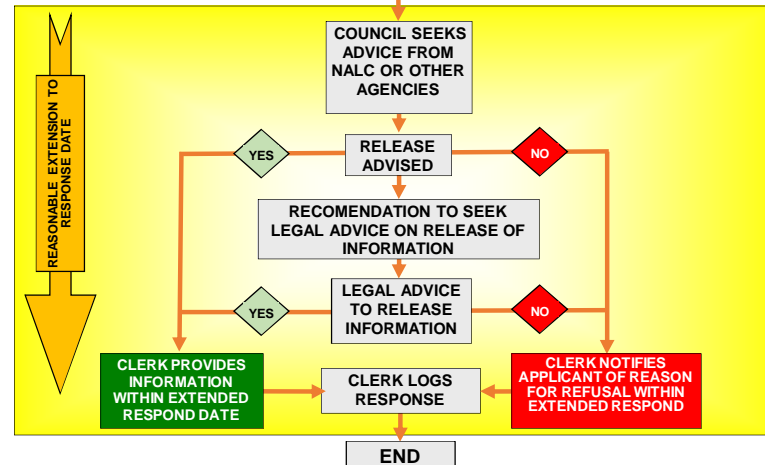 COUNCIL SEEKS
ADVICE FROM
NALC OR OTHER
AGENCIES
REASONABLE EXTENSION TO
RESPONSE DATE
YES
RELEASE
ADVISED
NO
RECOMENDATION TO SEEK
LEGAL ADVICE ON RELEASE OF
INFORMATION
YES
LEGAL ADVICE
TO RELEASE
INFORMATION
NO
CLERK PROVIDES
INFORMATION
WITHIN EXTENDED
RESPOND DATE
CLERK LOGS
RESPONSE
CLERK NOTIFIES
APPLICANT OF REASON
FOR REFUSAL WITHIN
EXTENDED RESPOND
END